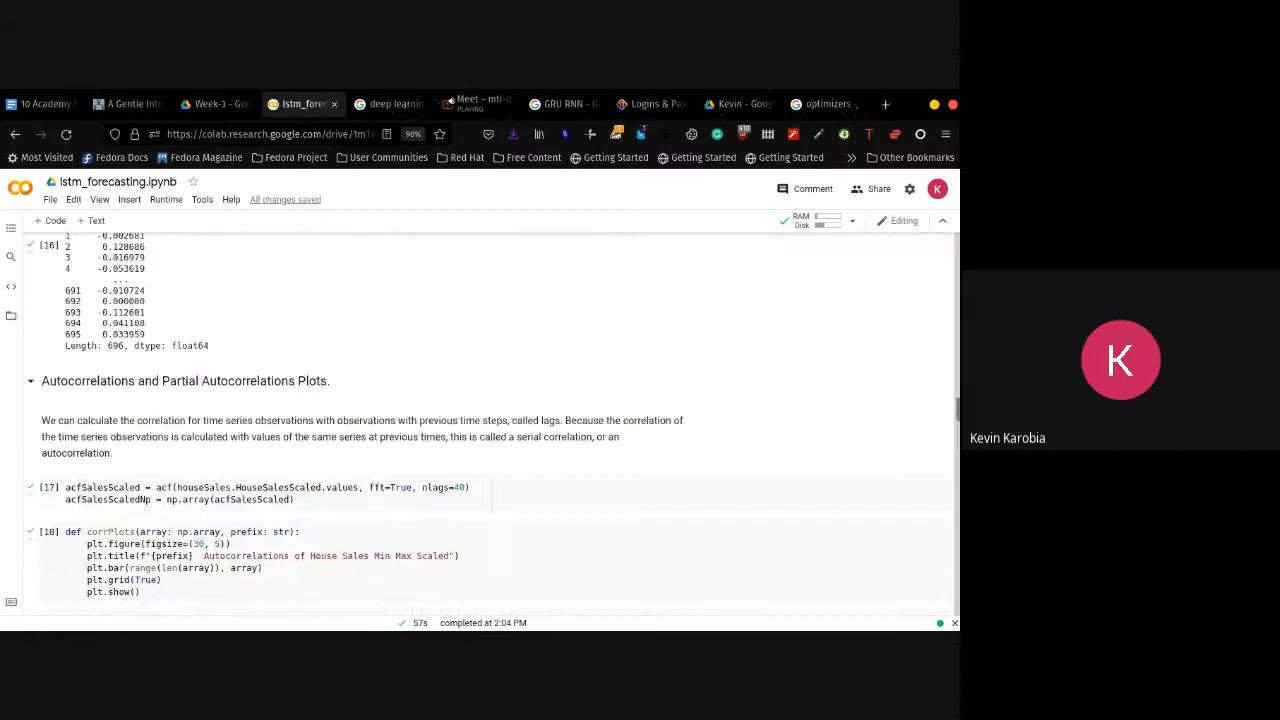 10 Academy
A Gentle Int
Week-3 - Goo
lstm_forec
deep learnin
Meet – mti-q
PLAYING
GRU RNN - G
Logins & Pas
Kevin - Goog
optimizers
https://colab.research.google.com/drive/1mT
90%
410
Most Visited
Fedora Docs
Fedora Magazine
Fedora Project
User Communities
Red Hat
Free Content
Getting Started
Getting Started
Getting Started
Other Bookmarks
lstm_forecasting.ipynb
File Edit View Insert Runtime Tools Help All changes saved
Comment
Share
K
+ Code + Text
RAM
Disk
Editing
1 -0.002681
[16] 2 0.128686
3 -0.016979
4 -0.053619
...
691 -0.010724
692 0.000000
693 -0.112601
694 0.041108
695 0.033959
Length: 696, dtype: float64
Autocorrelations and Partial Autocorrelations Plots.
We can calculate the correlation for time series observations with observations with previous time steps, called lags. Because the correlation of
the time series observations is calculated with values of the same series at previous times, this is called a serial correlation, or an
autocorrelation.
[17] acfSalesScaled = acf(houseSales.HouseSalesScaled.values, fft=True, nlags=40)
acfSalesScaledNp = np.array(acfSalesScaled)
[18] def corrPlots(array: np.array, prefix: str):
plt.figure(figsize=(30, 5))
plt.title(f"{prefix}  Autocorrelations of House Sales Min Max Scaled")
plt.bar(range(len(array)), array)
plt.grid(True)
plt.show()
57s completed at 2:04 PM
K
Kevin Karobia